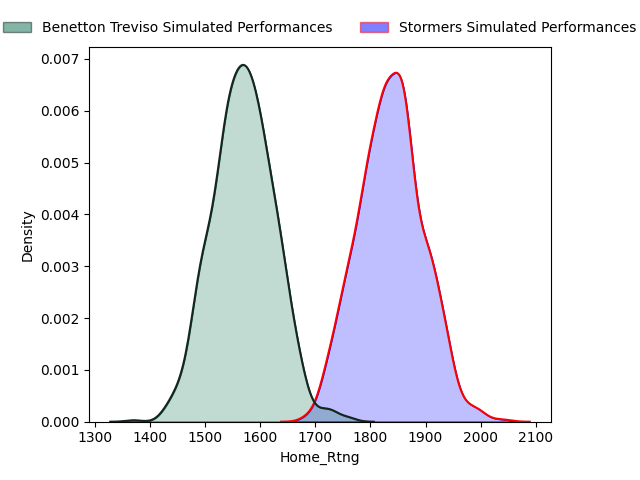 Benetton Treviso Simulated Performances
Stormers Simulated Performances
0.007
0.006
0.005
0.004
0.003
0.002
0.001
0.000
Density
1300 1400 1500 1600 1700 1800 1900 2000 2100
Home_Rtng